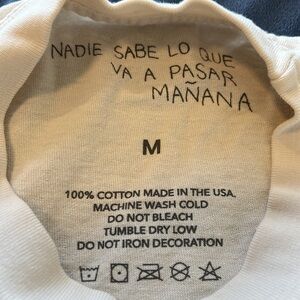 NADIE SABE LO QUE
VA A PASAR
MAÑANA
M
100% COTTON MADE IN THE USA.
MACHINE WASH COLD
DO NOT BLEACH
TUMBLE DRY LOW
DO NOT IRON DECORATION